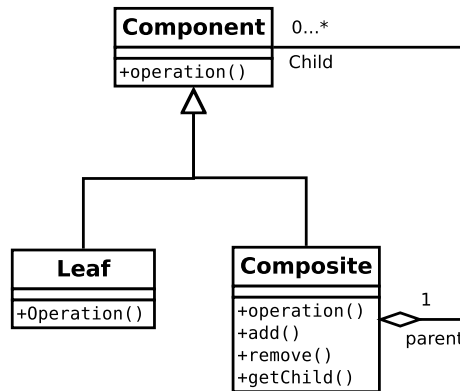 Component
0...*
+operation()
Child
Leaf
+Operation()
Composite
+operation()
+add()
+remove()
+getChild()
1
parent